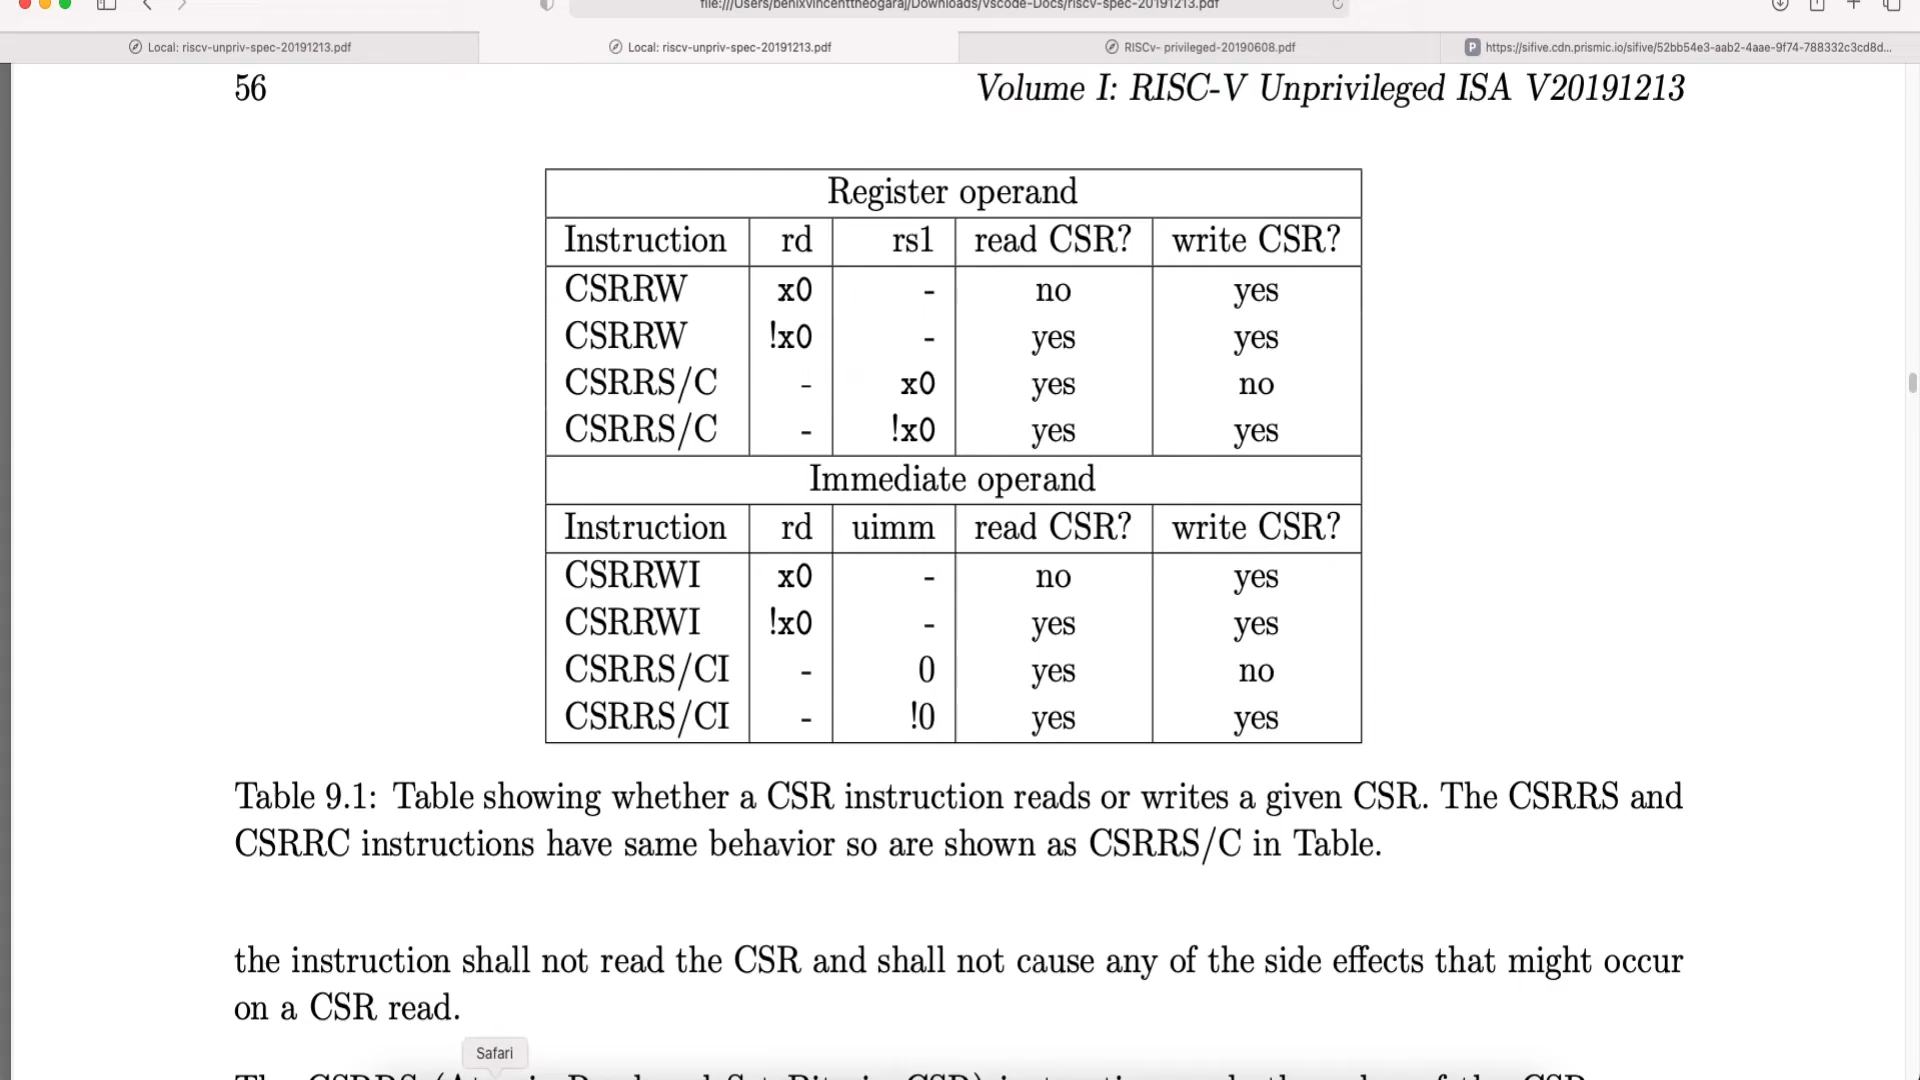 file:///Users/benixvincenttheogaraj/Downloads/vscode-Docs/riscv-spec-20191213.pdf
Local: riscv-unpriv-spec-20191213.pdf
Local: riscv-unpriv-spec-20191213.pdf
RISCv- privileged-20190608.pdf
P https://sifive.cdn.prismic.io/sifive/52bb54e3-aab2-4aae-9f74-788332c3cd8d...
56 Volume I: RISC-V Unprivileged ISA V20191213
Register operand
Instruction rd rs1 read CSR? write CSR?
CSRRW x0 - no yes
CSRRW !x0 - yes yes
CSRRS/C - x0 yes no
CSRRS/C - !x0 yes yes
Immediate operand
Instruction rd uimm read CSR? write CSR?
CSRRWI x0 - no yes
CSRRWI !x0 - yes yes
CSRRS/CI - 0 yes no
CSRRS/CI - !0 yes yes
Table 9.1: Table showing whether a CSR instruction reads or writes a given CSR. The CSRRS and
CSRRC instructions have same behavior so are shown as CSRRS/C in Table.
the instruction shall not read the CSR and shall not cause any of the side effects that might occur
on a CSR read.
Safari